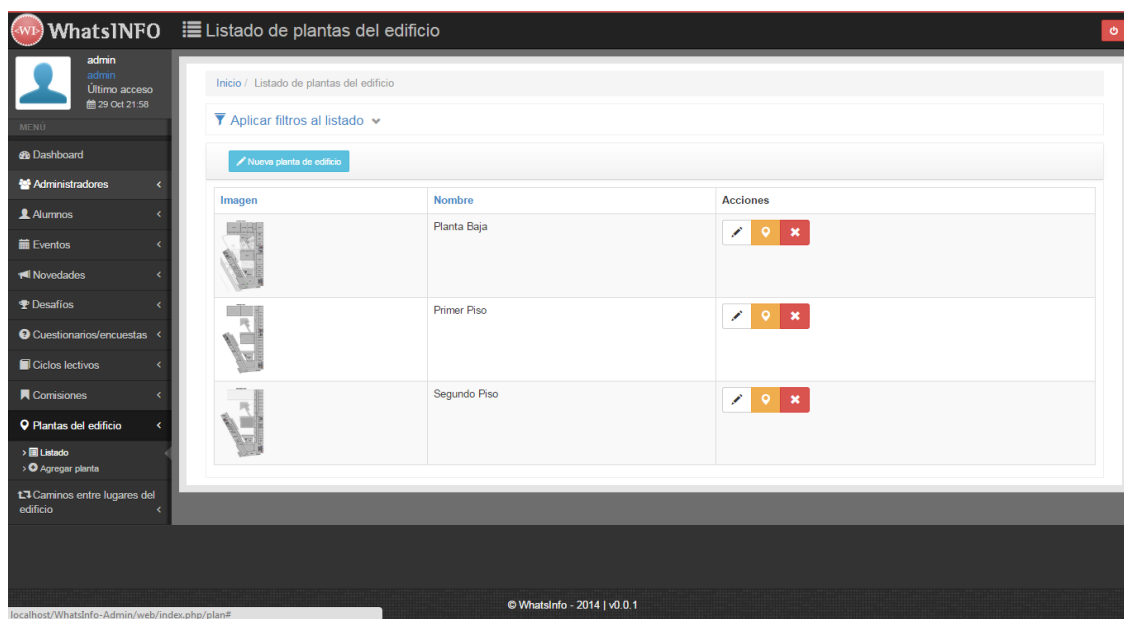 <WI> WhatsINFO
Listado de plantas del edificio
admin
admin
Último acceso
29 Oct 21:58
MENÚ
Dashboard
Administradores
Alumnos
Eventos
Novedades
Desafíos
Cuestionarios/encuestas
Ciclos lectivos
Comisiones
Plantas del edificio
Listado
Agregar planta
Caminos entre lugares del
edificio
Inicio / Listado de plantas del edificio
Aplicar filtros al listado
Nueva planta de edificio
Imagen Nombre Acciones
Planta Baja
Primer Piso
Segundo Piso
© WhatsInfo - 2014 | v0.0.1
localhost/WhatsInfo-Admin/web/index.php/plan#